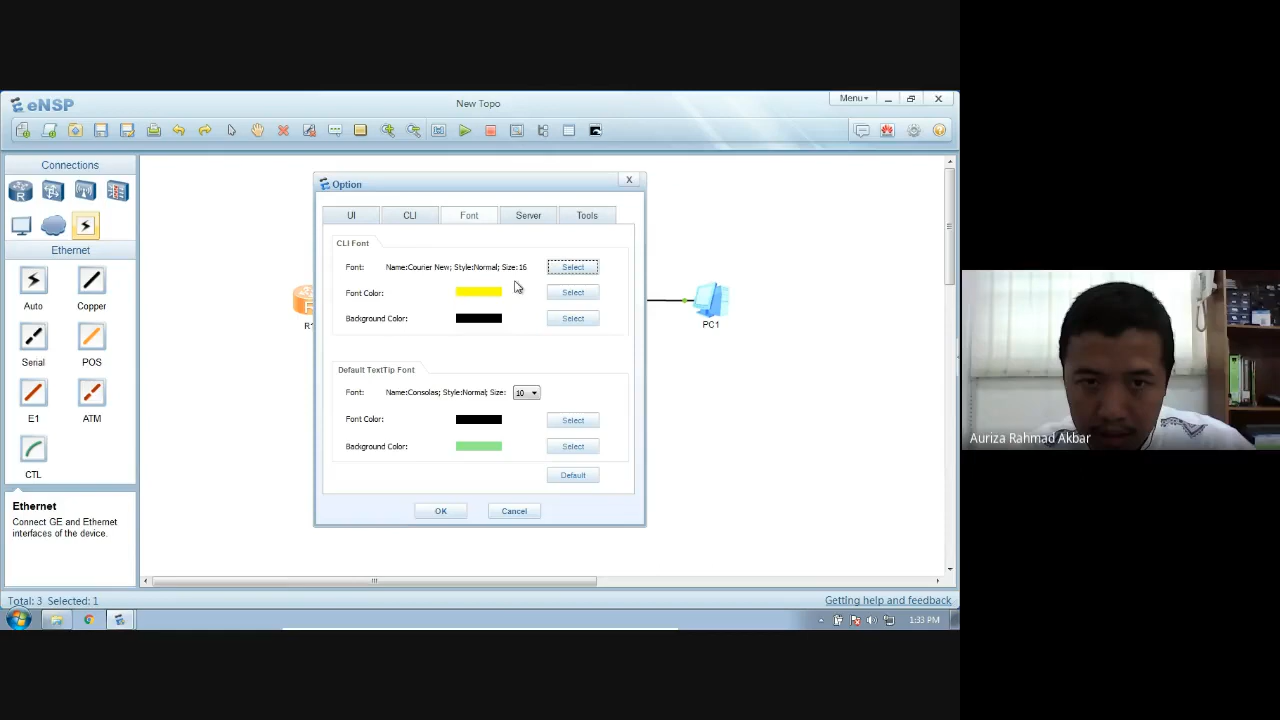 eNSP
New Topo
Menu
Connections
R
Ethernet
Auto
Copper
Serial
POS
E1
ATM
CTL
Ethernet
Connect GE and Ethernet
interfaces of the device.
R
PC1
Option
X
UI
CLI
Font
Server
Tools
CLI Font
Font:
Name:Courier New; Style:Normal; Size:16
Select
Font Color:
Select
Background Color:
Select
Default TextTip Font
Font:
Name:Consolas; Style:Normal; Size:
10
Font Color:
Select
Background Color:
Select
Default
OK
Cancel
Total: 3 Selected: 1
Getting help and feedback
1:33 PM
Auriza Rahmad Akbar